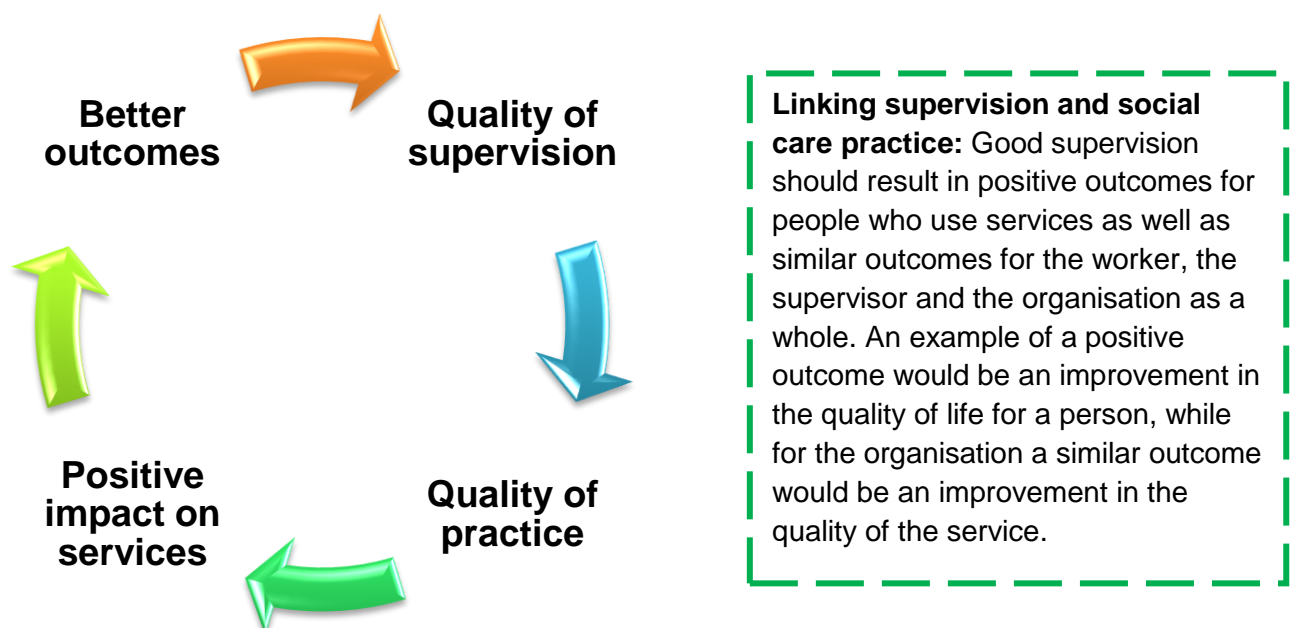 Better
outcomes
Quality of
supervision
Positive
impact on
services
Quality of
practice
Linking supervision and social
care practice: Good supervision
should result in positive outcomes for
people who use services as well as
similar outcomes for the worker, the
supervisor and the organisation as a
whole. An example of a positive
outcome would be an improvement in
the quality of life for a person, while
for the organisation a similar outcome
would be an improvement in the
quality of the service.